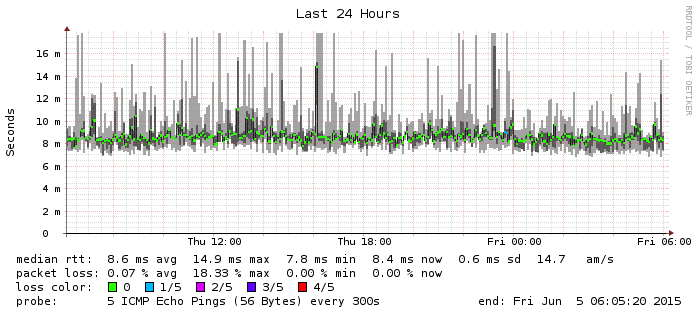 Last 24 Hours
RRDTOOL / TOBI OETIKER
Seconds
16 m
14 m
12 m
10 m
8 m
6 m
4 m
2 m
0
Thu 12:00 Thu 18:00 Fri 00:00 Fri 06:00
median rtt: 8.6 ms avg 14.9 ms max 7.8 ms min 8.4 ms now 0.6 ms sd 14.7 am/s
packet loss: 0.07 % avg 18.33 % max 0.00 % min 0.00 % now
loss color: 0 1/5 2/5 3/5 4/5
probe: 5 ICMP Echo Pings (56 Bytes) every 300s end: Fri Jun 5 06:05:20 2015